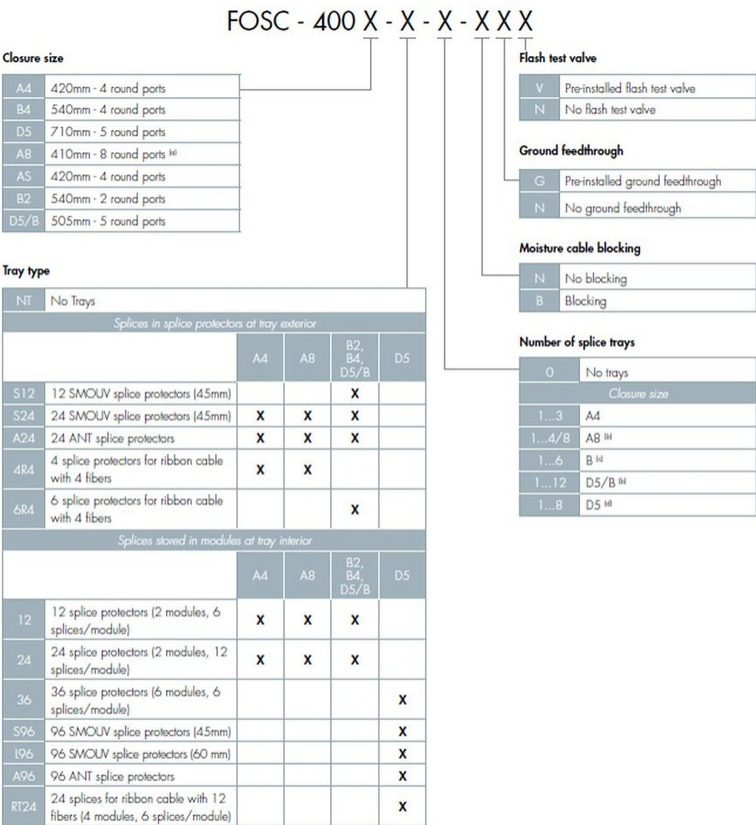 FOSC - 400 X - X - X - X X X
Closure size
A4 420mm - 4 round ports
B4 540mm - 4 round ports
D5 710mm - 5 round ports
A8 410mm - 8 round ports (a)
AS 420mm - 4 round ports
B2 540mm - 2 round ports
D5/B 505mm - 5 round ports
Tray type
NT No Trays
Splices in splice protectors at tray exterior
A4 A8 B2, B4, D5/B D5
S12 12 SMOUV splice protectors (45mm) X
S24 24 SMOUV splice protectors (45mm) X X X
A24 24 ANT splice protectors X X X
4R4 4 splice protectors for ribbon cable
with 4 fibers X X
6R4 6 splice protectors for ribbon cable
with 4 fibers X
Splices stored in modules at tray interior
A4 A8 B2, B4, D5/B D5
12 12 splice protectors (2 modules, 6
splices/module) X X X
24 24 splice protectors (2 modules, 12
splices/module) X X X
36 36 splice protectors (6 modules, 6
splices/module) X
S96 96 SMOUV splice protectors (45mm) X
L96 96 SMOUV splice protectors (60 mm) X
A96 96 ANT splice protectors X
RT24 24 splices for ribbon cable with 12
fibers (4 modules, 6 splices/module) X
Flash test valve
V Pre-installed flash test valve
N No flash test valve
Ground feedthrough
G Pre-installed ground feedthrough
N No ground feedthrough
Moisture cable blocking
N No blocking
B Blocking
Number of splice trays
0 No trays
Closure size
1...3 A4
1...4/8 A8 (b)
1...6 B (c)
1...12 D5/B (b)
1...8 D5 (d)